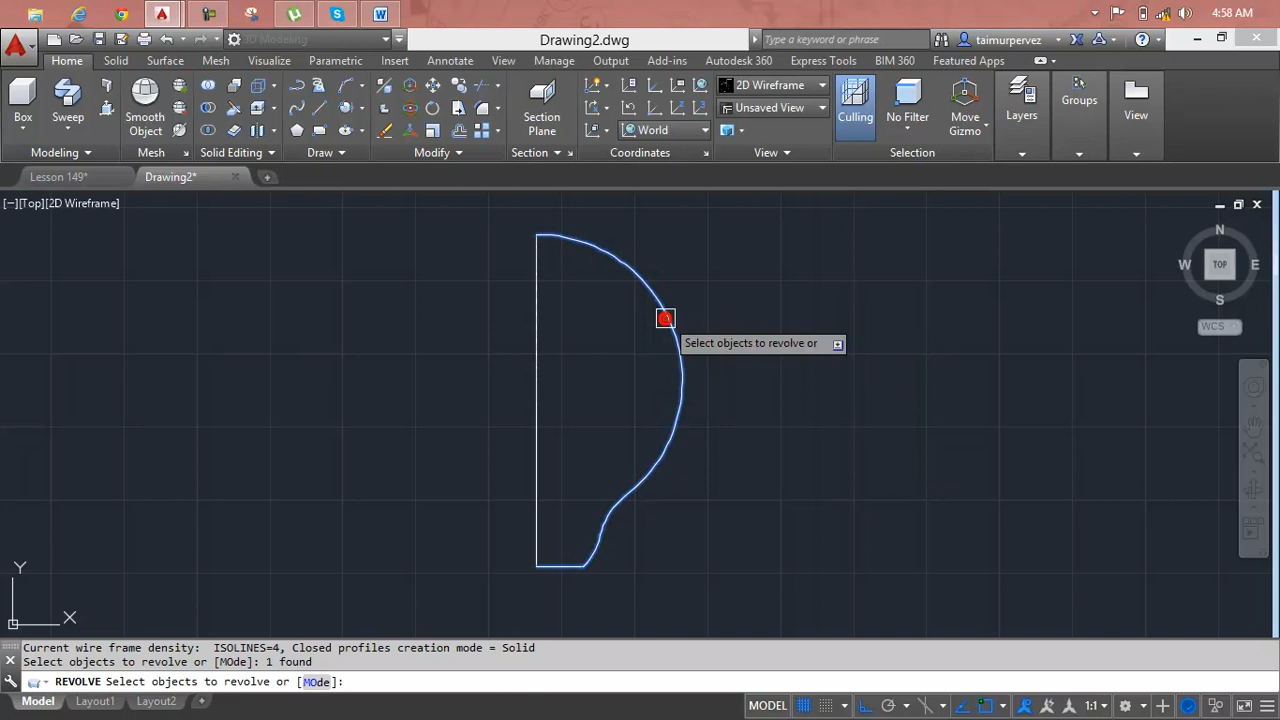 4:58 AM
3D Modeling
Drawing2.dwg
Type a keyword or phrase
taimurpervez
Home Solid Surface Mesh Visualize Parametric Insert Annotate View Manage Output Add-ins Autodesk 360 Express Tools BIM 360 Featured Apps
Box Sweep Smooth Object Section Plane 2D Wireframe Unsaved View World Culling No Filter Move Gizmo Layers Groups View
Modeling Mesh Solid Editing Draw Modify Section Coordinates View Selection
Lesson 149* Drawing2*
[−][Top][2D Wireframe]
N
W TOP E
S
WCS
Select objects to revolve or
Y
X
Current wire frame density: ISOLINES=4, Closed profiles creation mode = Solid
Select objects to revolve or [MOde]: 1 found
REVOLVE Select objects to revolve or [MOde]:
Model Layout1 Layout2 + MODEL 1:1